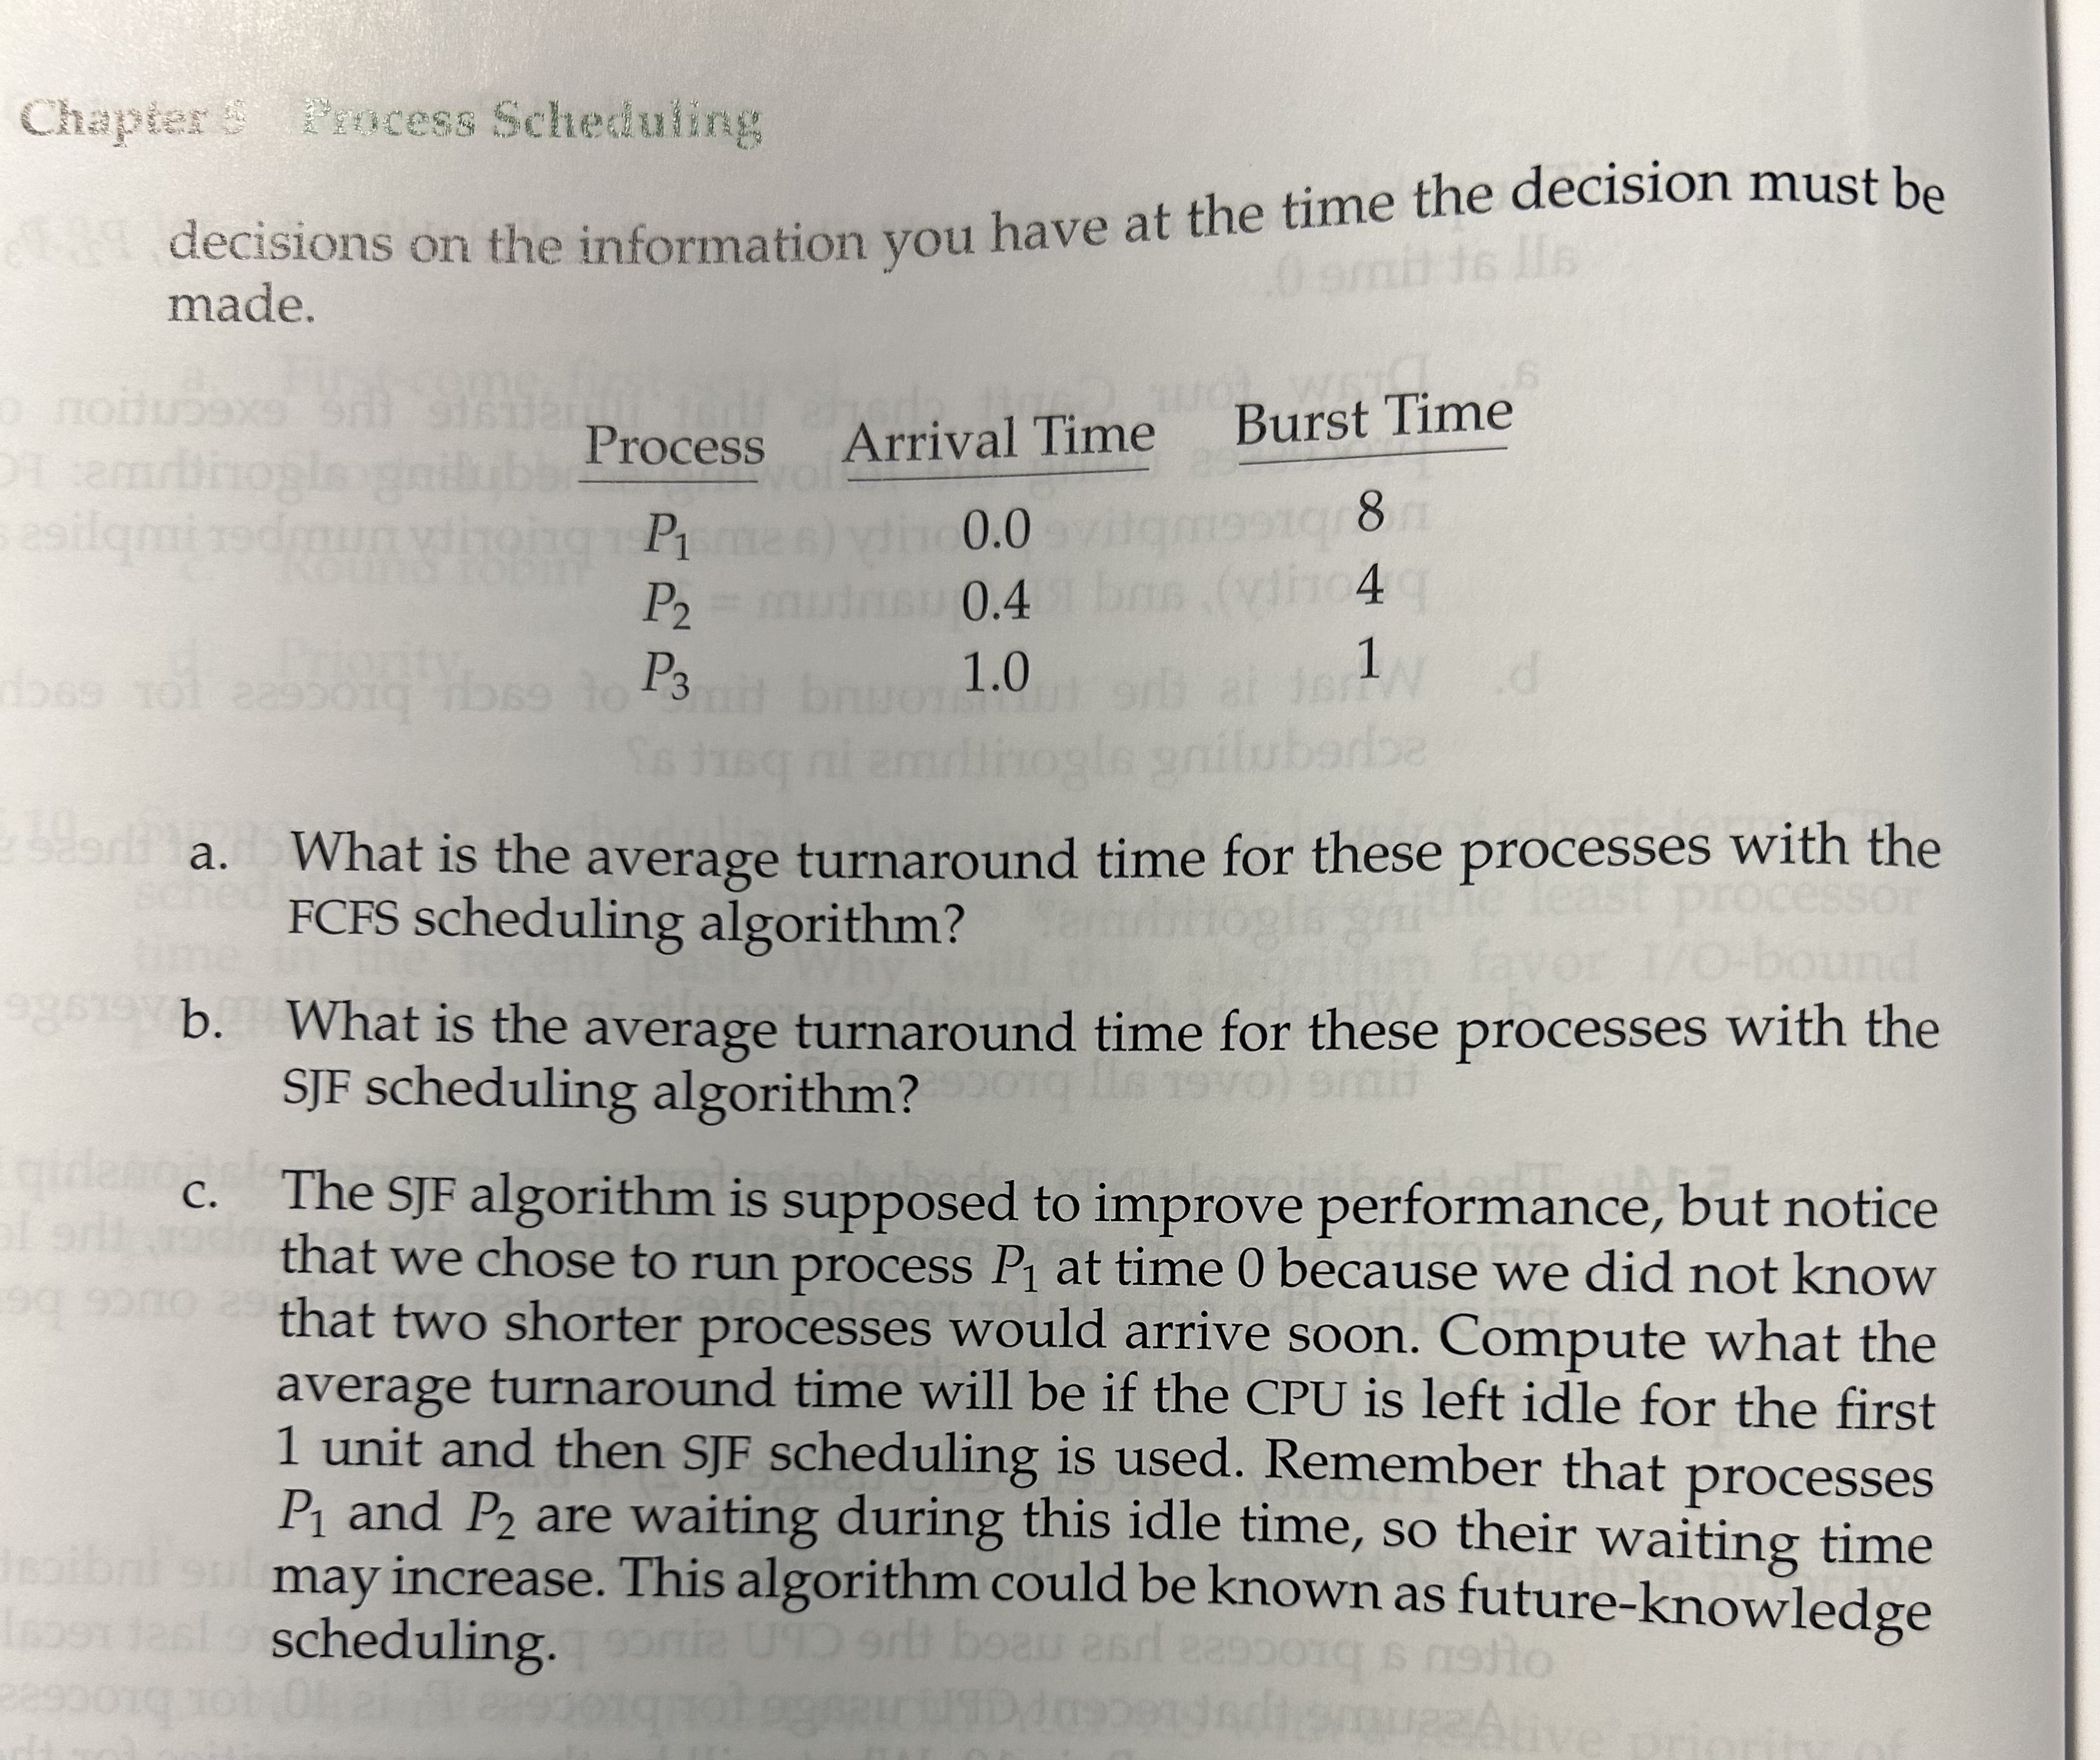 Chapter 5 Process Scheduling
decisions on the information you have at the time the decision must be
made.
Process Arrival Time Burst Time
P1 0.0 8
P2 0.4 4
P3 1.0 1
a. What is the average turnaround time for these processes with the
FCFS scheduling algorithm?
b. What is the average turnaround time for these processes with the
SJF scheduling algorithm?
c. The SJF algorithm is supposed to improve performance, but notice
that we chose to run process P1 at time 0 because we did not know
that two shorter processes would arrive soon. Compute what the
average turnaround time will be if the CPU is left idle for the first
1 unit and then SJF scheduling is used. Remember that processes
P1 and P2 are waiting during this idle time, so their waiting time
may increase. This algorithm could be known as future-knowledge
scheduling.